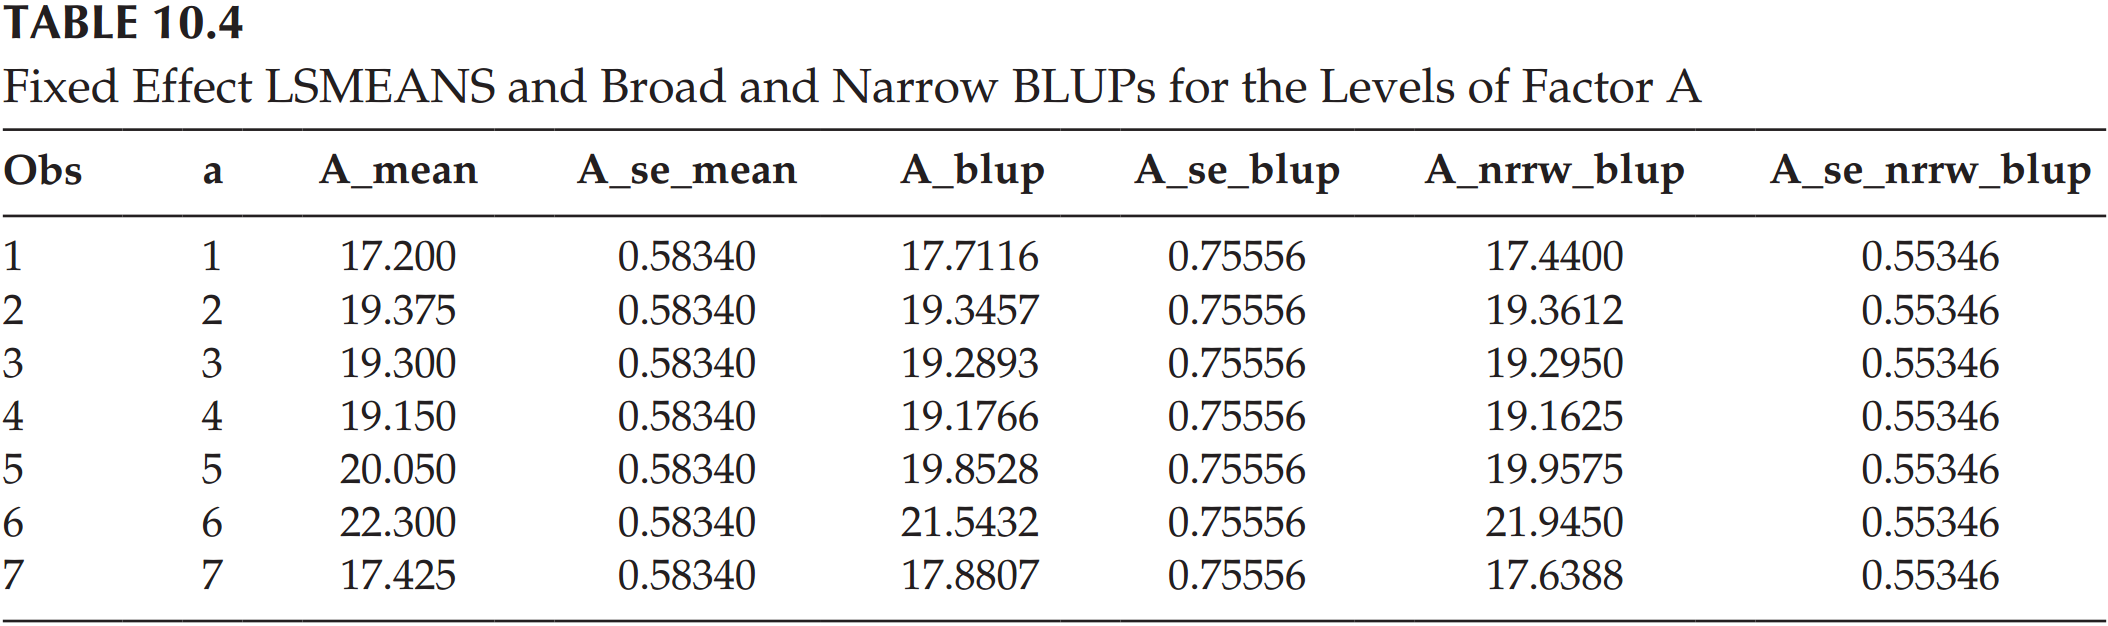 TABLE 10.4
Fixed Effect LSMEANS and Broad and Narrow BLUPs for the Levels of Factor A
Obs a A_mean A_se_mean A_blup A_se_blup A_nrrw_blup A_se_nrrw_blup
1 1 17.200 0.58340 17.7116 0.75556 17.4400 0.55346
2 2 19.375 0.58340 19.3457 0.75556 19.3612 0.55346
3 3 19.300 0.58340 19.2893 0.75556 19.2950 0.55346
4 4 19.150 0.58340 19.1766 0.75556 19.1625 0.55346
5 5 20.050 0.58340 19.8528 0.75556 19.9575 0.55346
6 6 22.300 0.58340 21.5432 0.75556 21.9450 0.55346
7 7 17.425 0.58340 17.8807 0.75556 17.6388 0.55346